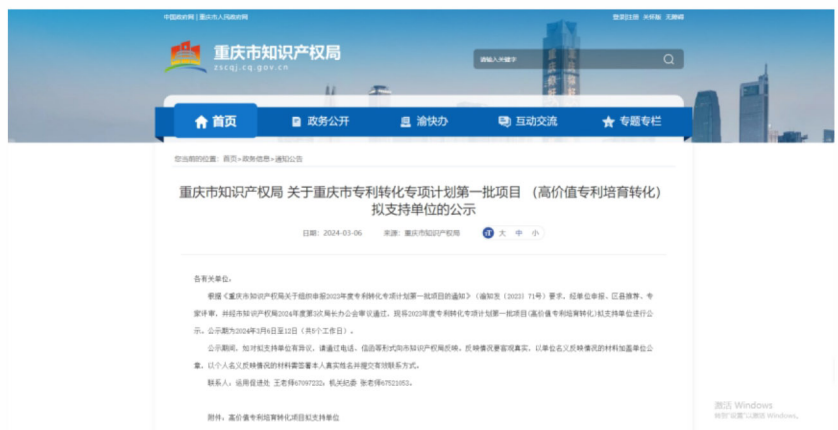 中国政府网 | 重庆市人民政府网
登录|注册 关怀版 无障碍
重庆市知识产权局
zscqj.cq.gov.cn
请输入关键字
首页 政务公开 渝快办 互动交流 专题专栏
您当前的位置：首页>政务信息>通知公告
重庆市知识产权局 关于重庆市专利转化专项计划第一批项目 （高价值专利培育转化）
拟支持单位的公示
日期：2024-03-06 来源：重庆市知识产权局 大 中 小
各有关单位，
根据《重庆市知识产权局关于组织申报2023年度专利转化专项计划第一批项目的通知》（渝知发〔2023〕71号）要求，经单位申报、区县推荐、专
家评审，并经市知识产权局2024年度第3次局长办公会审议通过，现将2023年度专利转化专项计划第一批项目(高价值专利培育转化)拟支持单位进行公
示。公示期为2024年3月6日至12日（共5个工作日）。
公示期间，如对拟支持单位有异议，请通过电话、信函等形式向市知识产权局反映。反映情况要客观真实，以单位名义反映情况的材料加盖单位公
章，以个人名义反映情况的材料需签署本人真实姓名并提交有效联系方式。
联系人：运用促进处 王老师67097232；机关纪委 张老师67521053。
附件：高价值专利培育转化项目拟支持单位
激活 Windows
转到"设置"以激活 Windows。